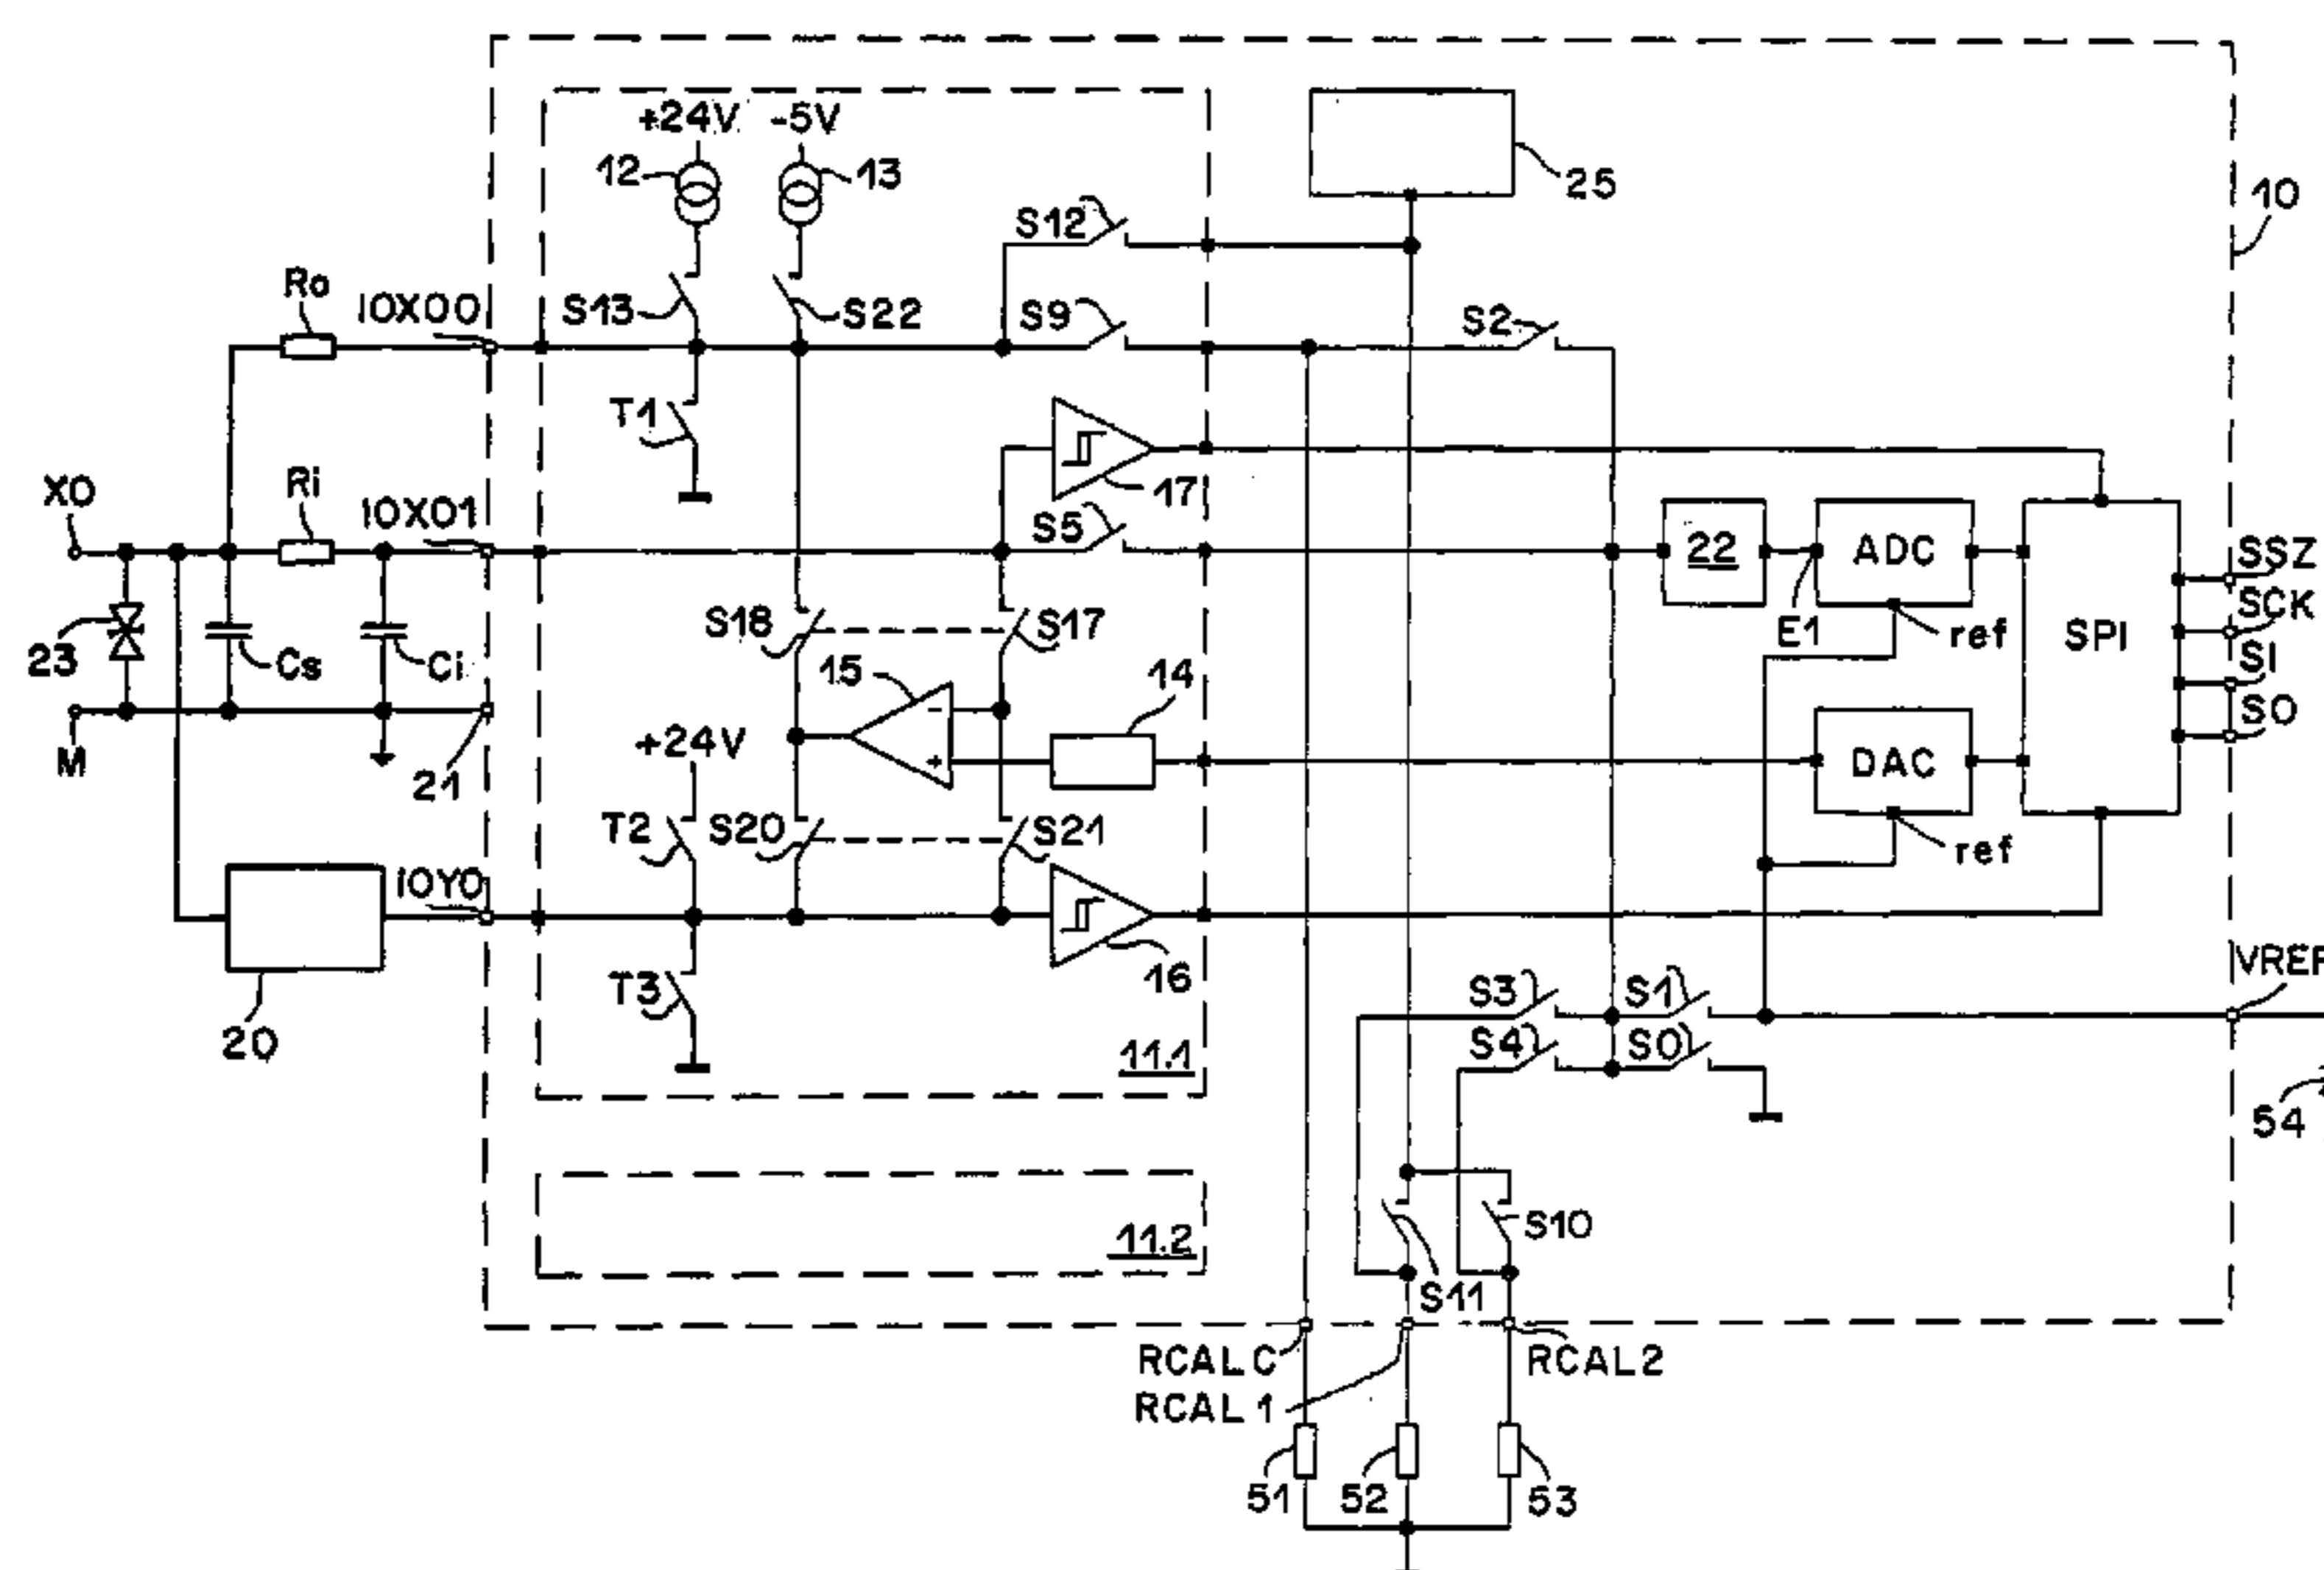 +24V -5V
12
13
25
10
S12
Ro
10X00
S13
S22
S9
S2
T1
X0
Ri
10X01
17
S5
22
ADC
SSZ
SCK
E1
ref
SPI
SI
SO
23
Cs
Ci
S18
S17
15
14
-
+
M
21
+24V
DAC
T2
S20
S21
ref
10Y0
T3
16
VREF
S3
S1
S4
S0
20
11.1
54
11.2
S10
S11
RCALC
RCAL2
RCAL1
51
52
53